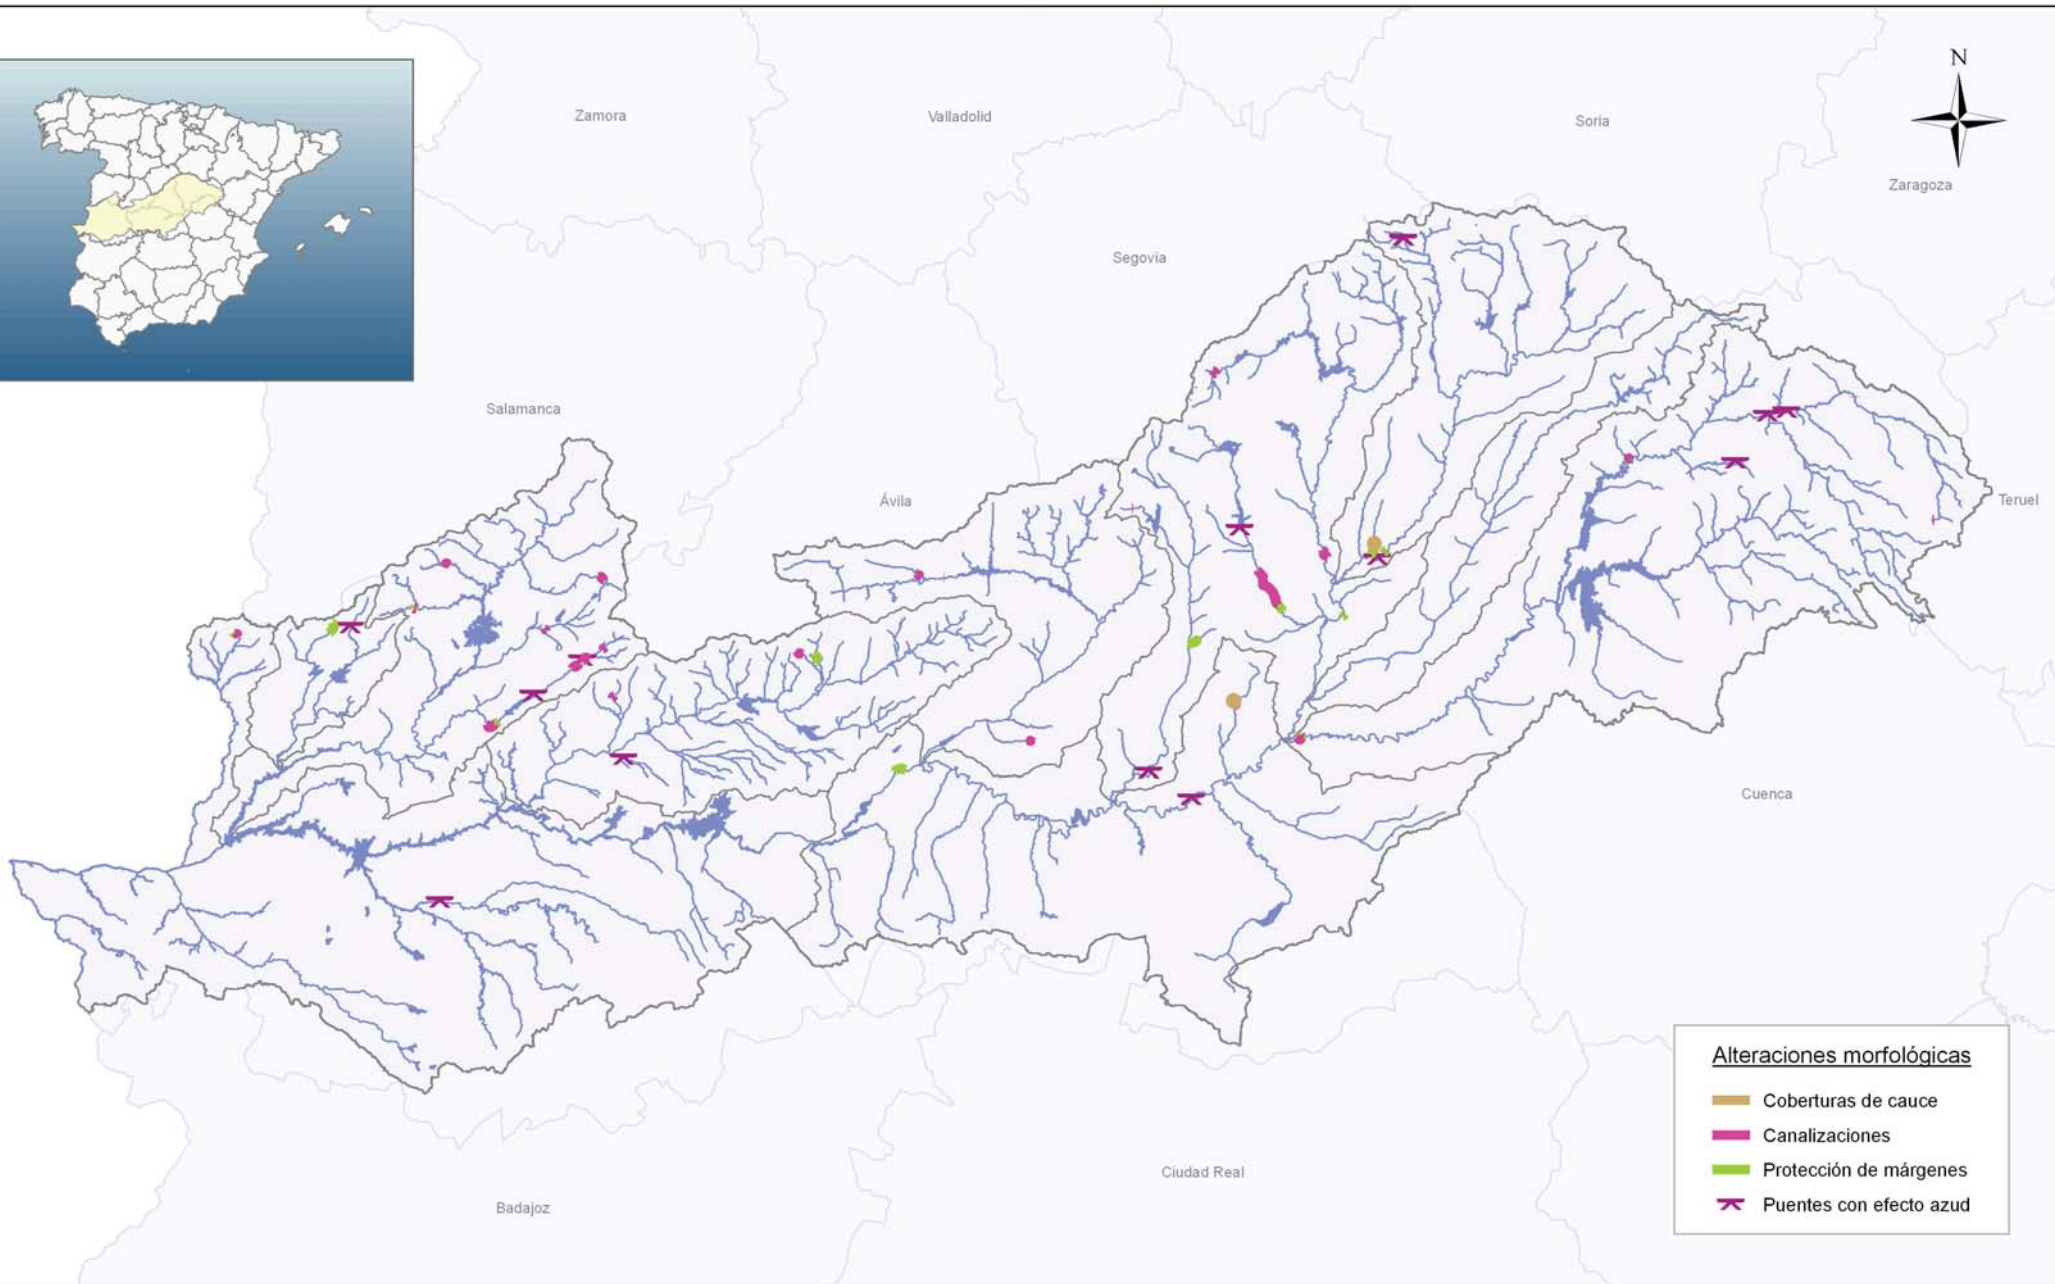 N
Zamora
Valladolid
Soria
Zaragoza
Segovia
Salamanca
Ávila
Teruel
Cuenca
Ciudad Real
Badajoz
Alteraciones morfológicas
Coberturas de cauce
Canalizaciones
Protección de márgenes
Puentes con efecto azud